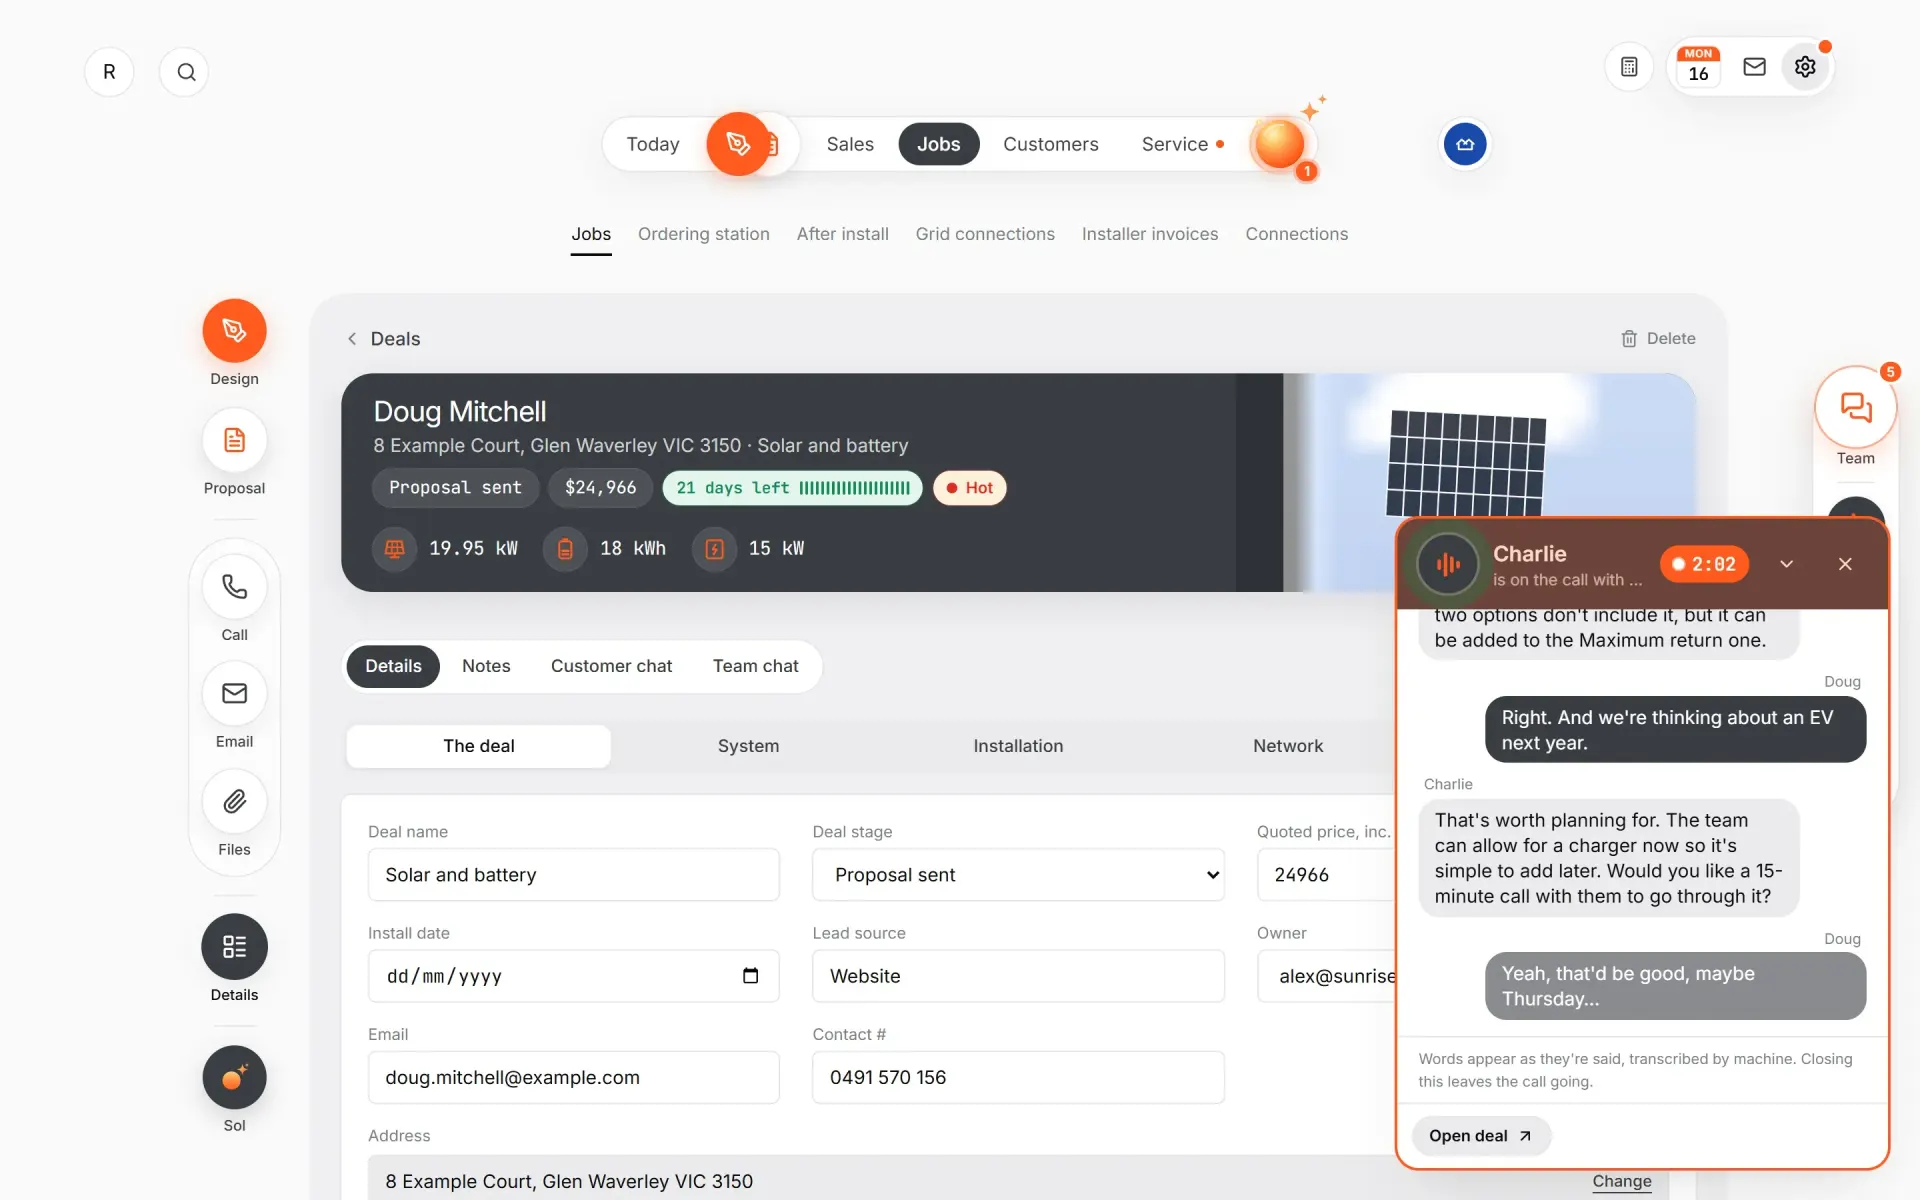 R
MON
16
Today
Sales
Jobs
Customers
Service
1
Jobs
Ordering station
After install
Grid connections
Installer invoices
Connections
Design
Proposal
Call
Email
Files
Details
Sol
Deals
Delete
Doug Mitchell
8 Example Court, Glen Waverley VIC 3150 · Solar and battery
Proposal sent
$24,966
21 days left
Hot
19.95 kW
18 kWh
15 kW
5
Team
Details
Notes
Customer chat
Team chat
The deal
System
Installation
Network
Deal name
Solar and battery
Deal stage
Proposal sent
Quoted price, inc.
24966
Install date
dd/mm/yyyy
Lead source
Website
Owner
alex@sunrise
Email
doug.mitchell@example.com
Contact #
0491 570 156
Address
8 Example Court, Glen Waverley VIC 3150
Change
Charlie
is on the call with ...
2:02
two options don't include it, but it can
be added to the Maximum return one.
Doug
Right. And we're thinking about an EV
next year.
Charlie
That's worth planning for. The team
can allow for a charger now so it's
simple to add later. Would you like a 15-
minute call with them to go through it?
Doug
Yeah, that'd be good, maybe
Thursday...
Words appear as they're said, transcribed by machine. Closing
this leaves the call going.
Open deal